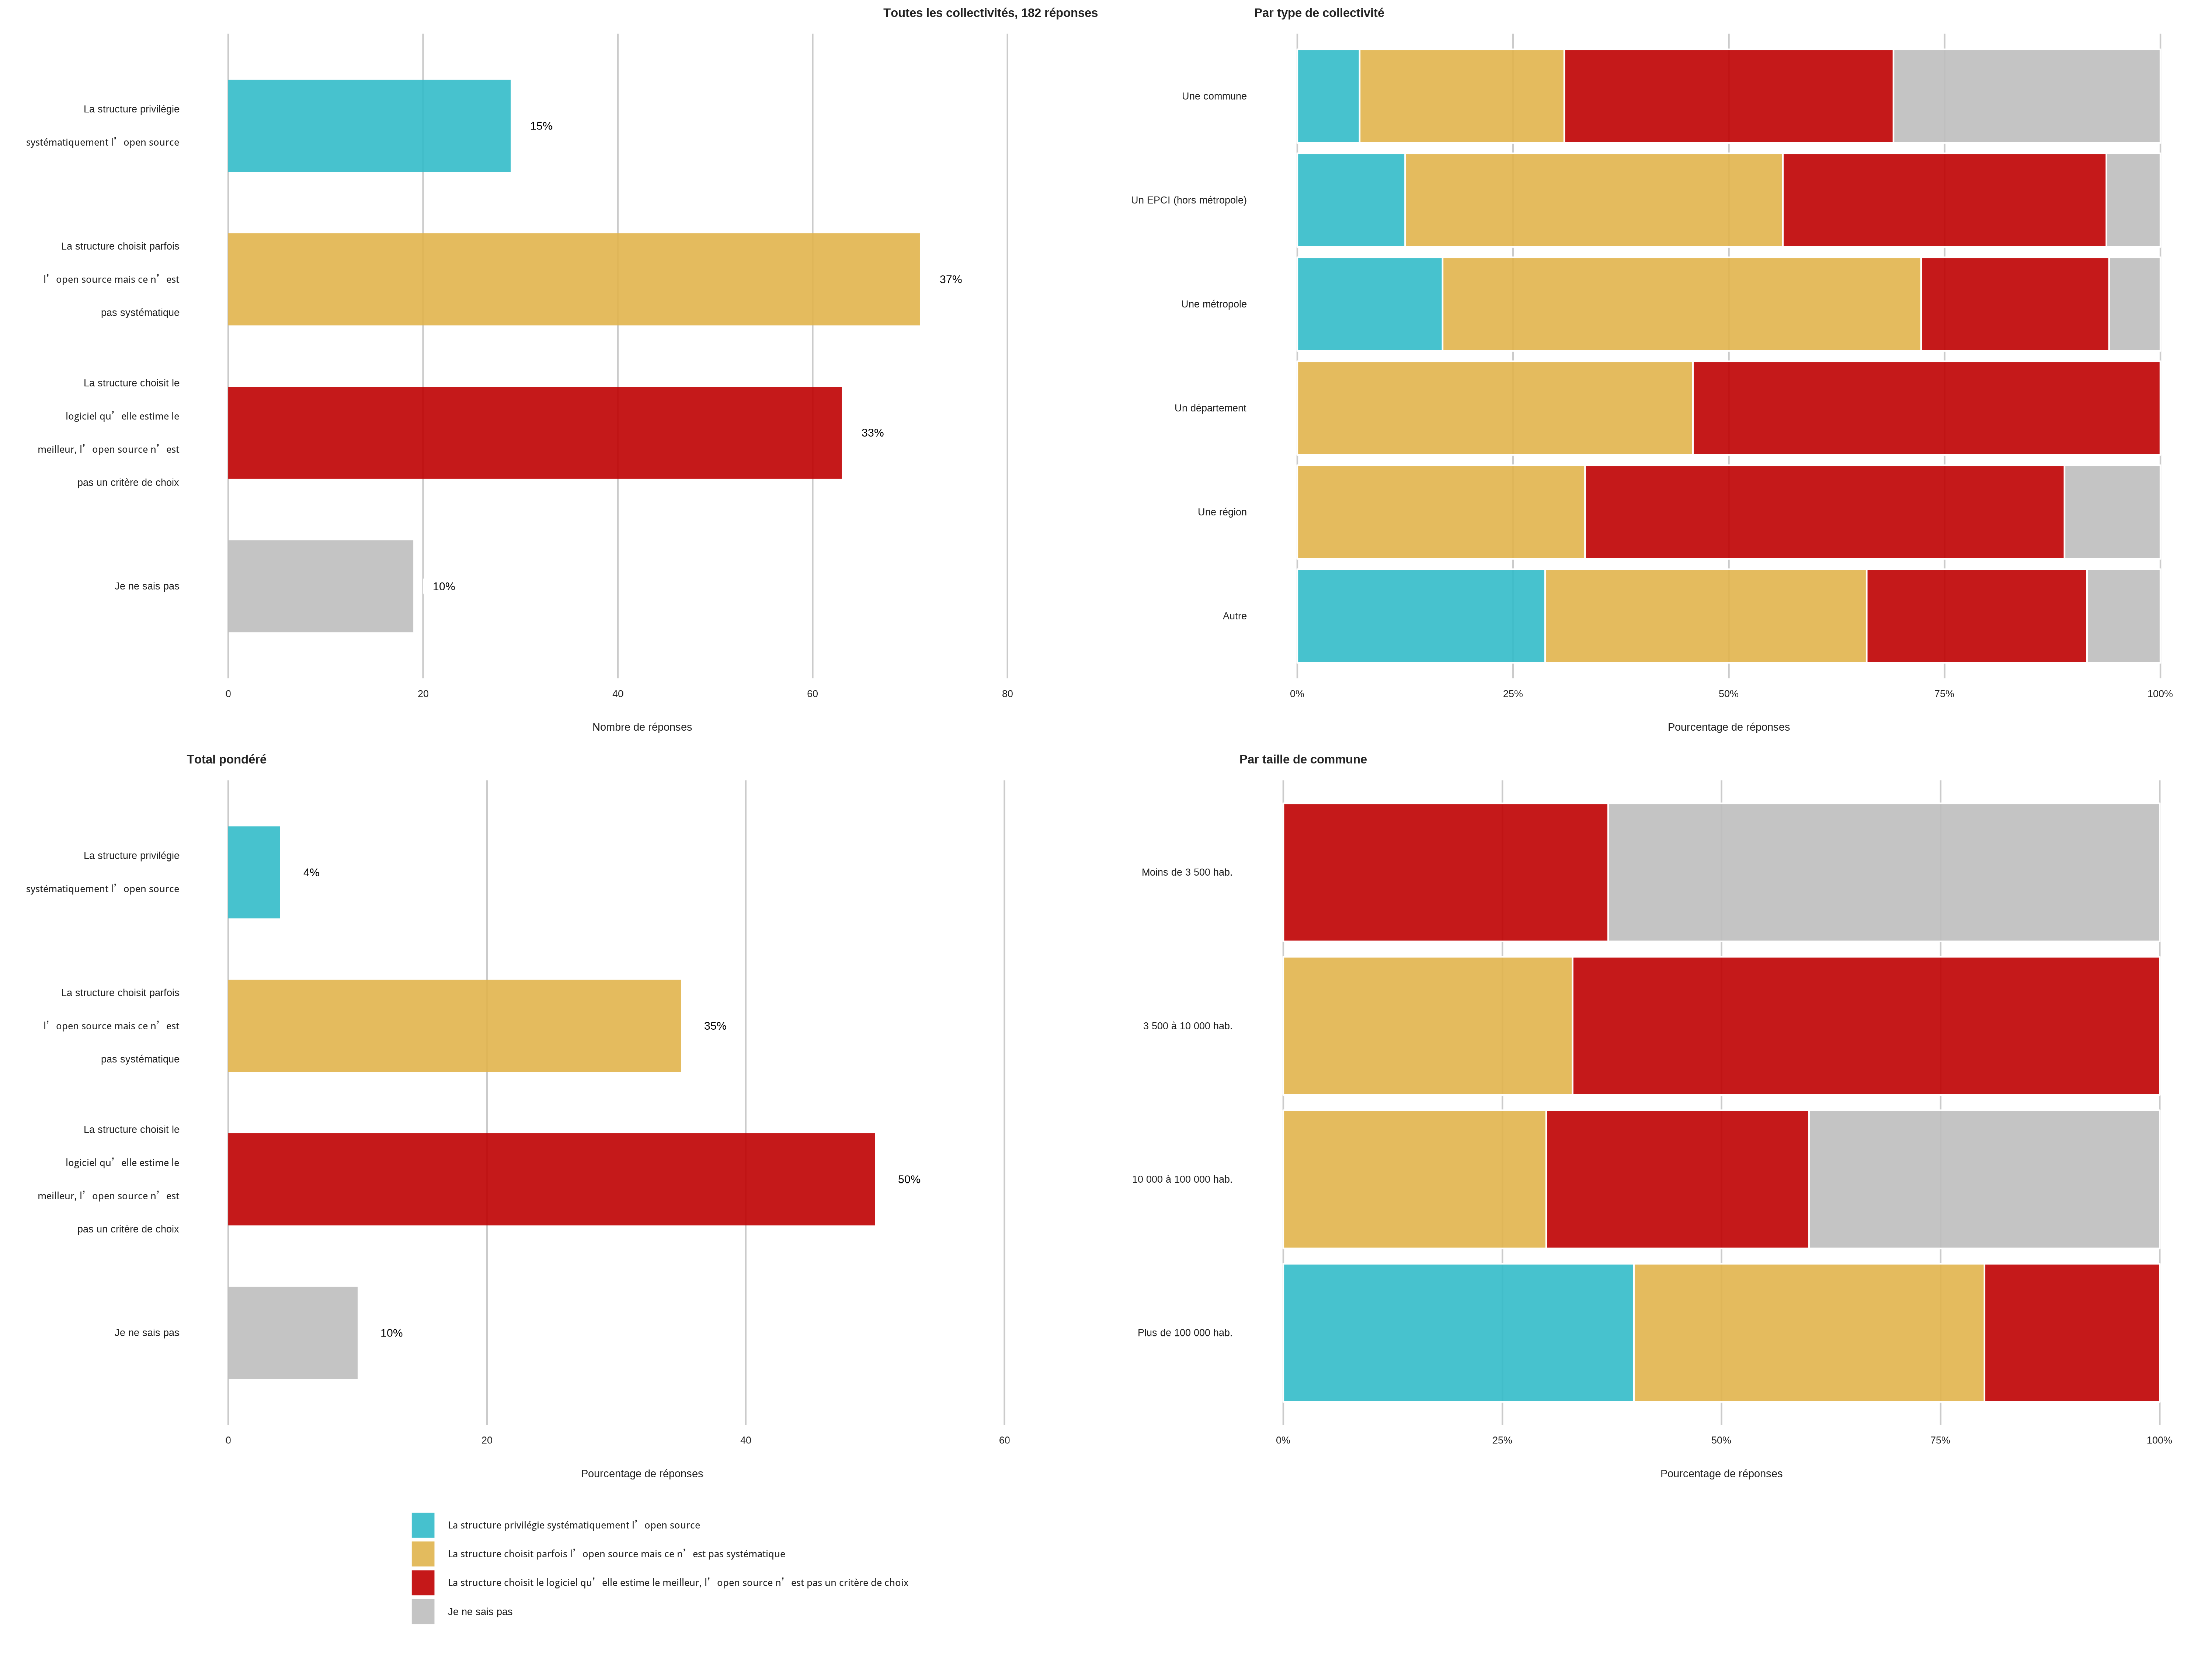 Toutes les collectivités, 182 réponses
La structure privilégie
systématiquement l’open source
15%
La structure choisit parfois
l’open source mais ce n’est
pas systématique
37%
La structure choisit le
logiciel qu’elle estime le
meilleur, l’open source n’est
pas un critère de choix
33%
Je ne sais pas
10%
0 20 40 60 80
Nombre de réponses
Par type de collectivité
Une commune
Un EPCI (hors métropole)
Une métropole
Un département
Une région
Autre
0% 25% 50% 75% 100%
Pourcentage de réponses
Total pondéré
La structure privilégie
systématiquement l’open source
4%
La structure choisit parfois
l’open source mais ce n’est
pas systématique
35%
La structure choisit le
logiciel qu’elle estime le
meilleur, l’open source n’est
pas un critère de choix
50%
Je ne sais pas
10%
0 20 40 60
Pourcentage de réponses
Par taille de commune
Moins de 3 500 hab.
3 500 à 10 000 hab.
10 000 à 100 000 hab.
Plus de 100 000 hab.
0% 25% 50% 75% 100%
Pourcentage de réponses
La structure privilégie systématiquement l’open source
La structure choisit parfois l’open source mais ce n’est pas systématique
La structure choisit le logiciel qu’elle estime le meilleur, l’open source n’est pas un critère de choix
Je ne sais pas